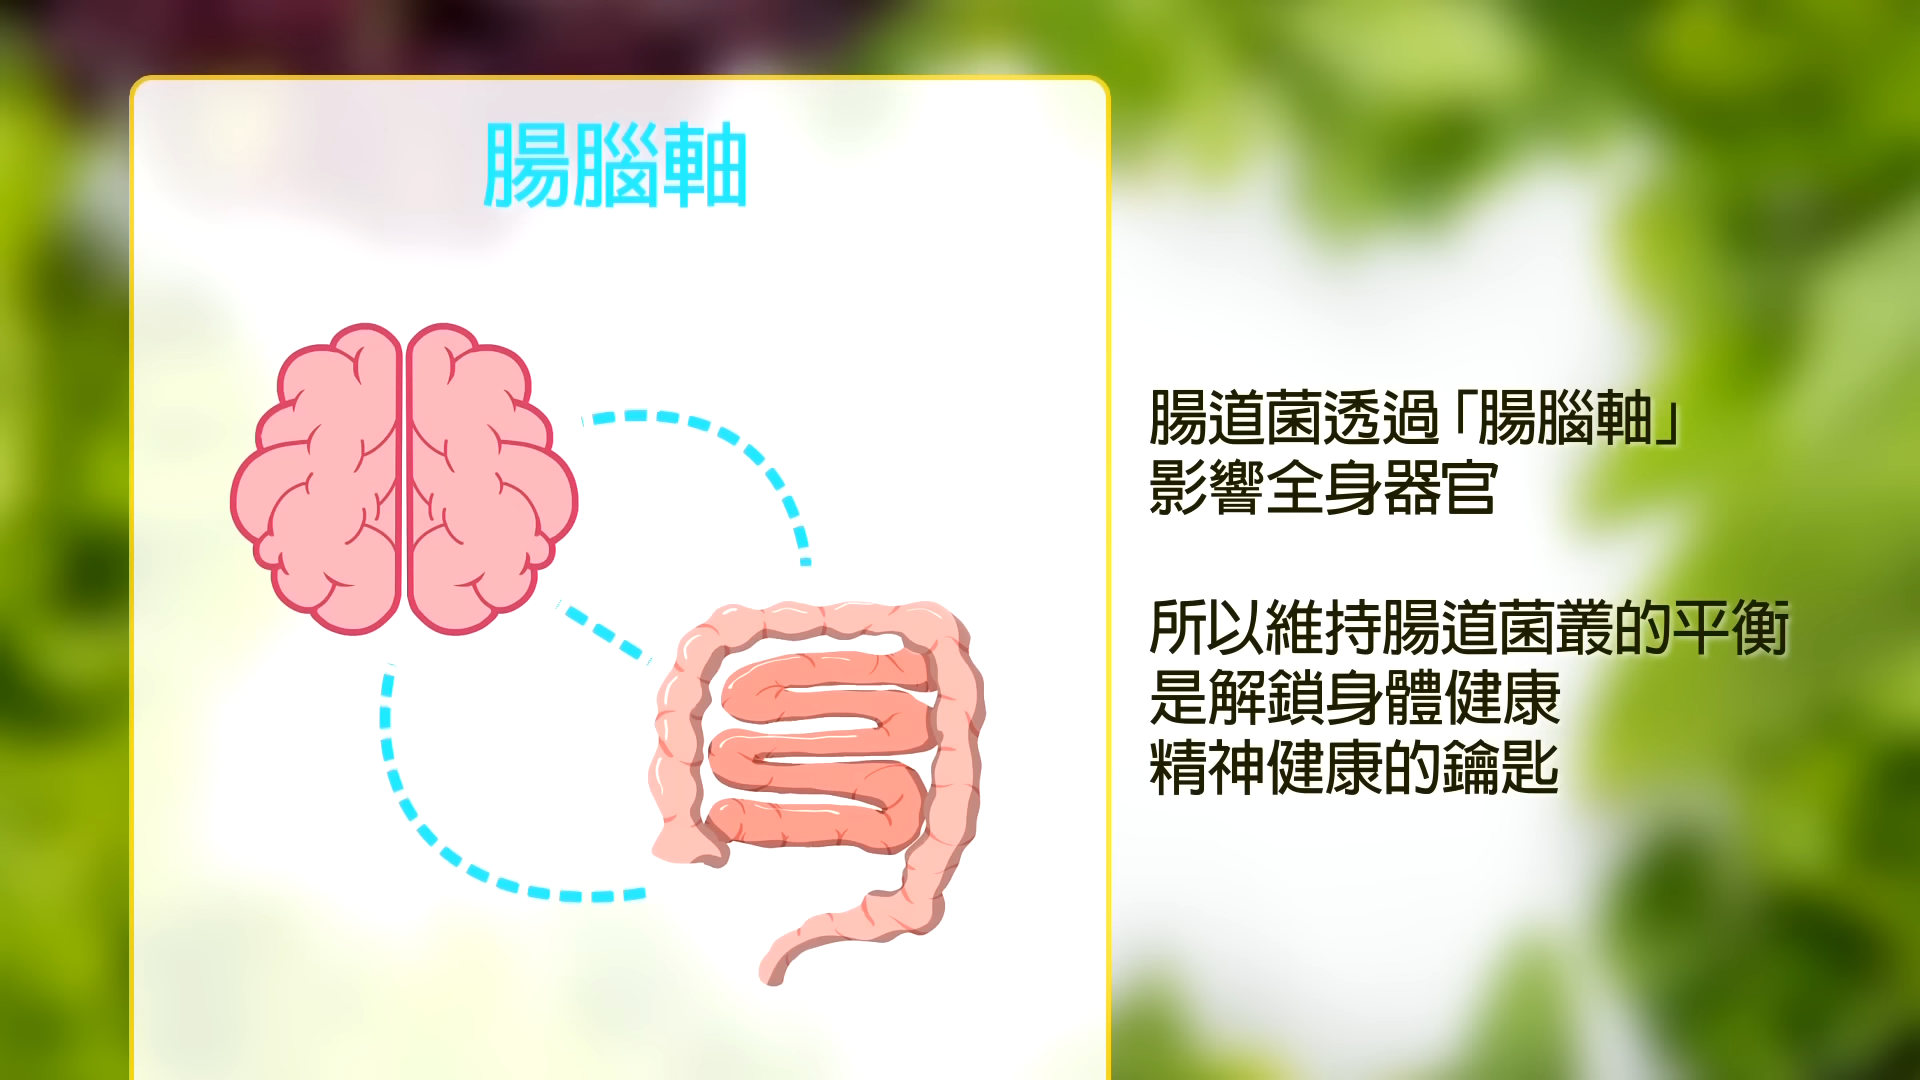 腸腦軸
腸道菌透過「腸腦軸」
影響全身器官
所以維持腸道菌叢的平衡
是解鎖身體健康
精神健康的鑰匙